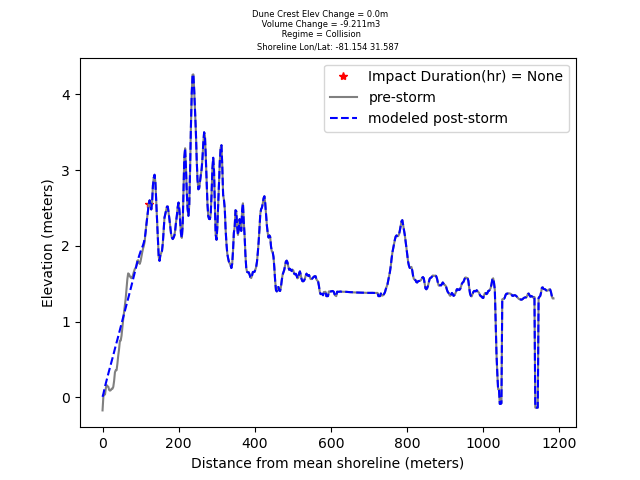 Dune Crest Elev Change = 0.0m
Volume Change = -9.211m3
Regime = Collision
Shoreline Lon/Lat: -81.154 31.587
Impact Duration(hr) = None
pre-storm
modeled post-storm
Elevation (meters)
4
3
2
1
0
0 200 400 600 800 1000 1200
Distance from mean shoreline (meters)